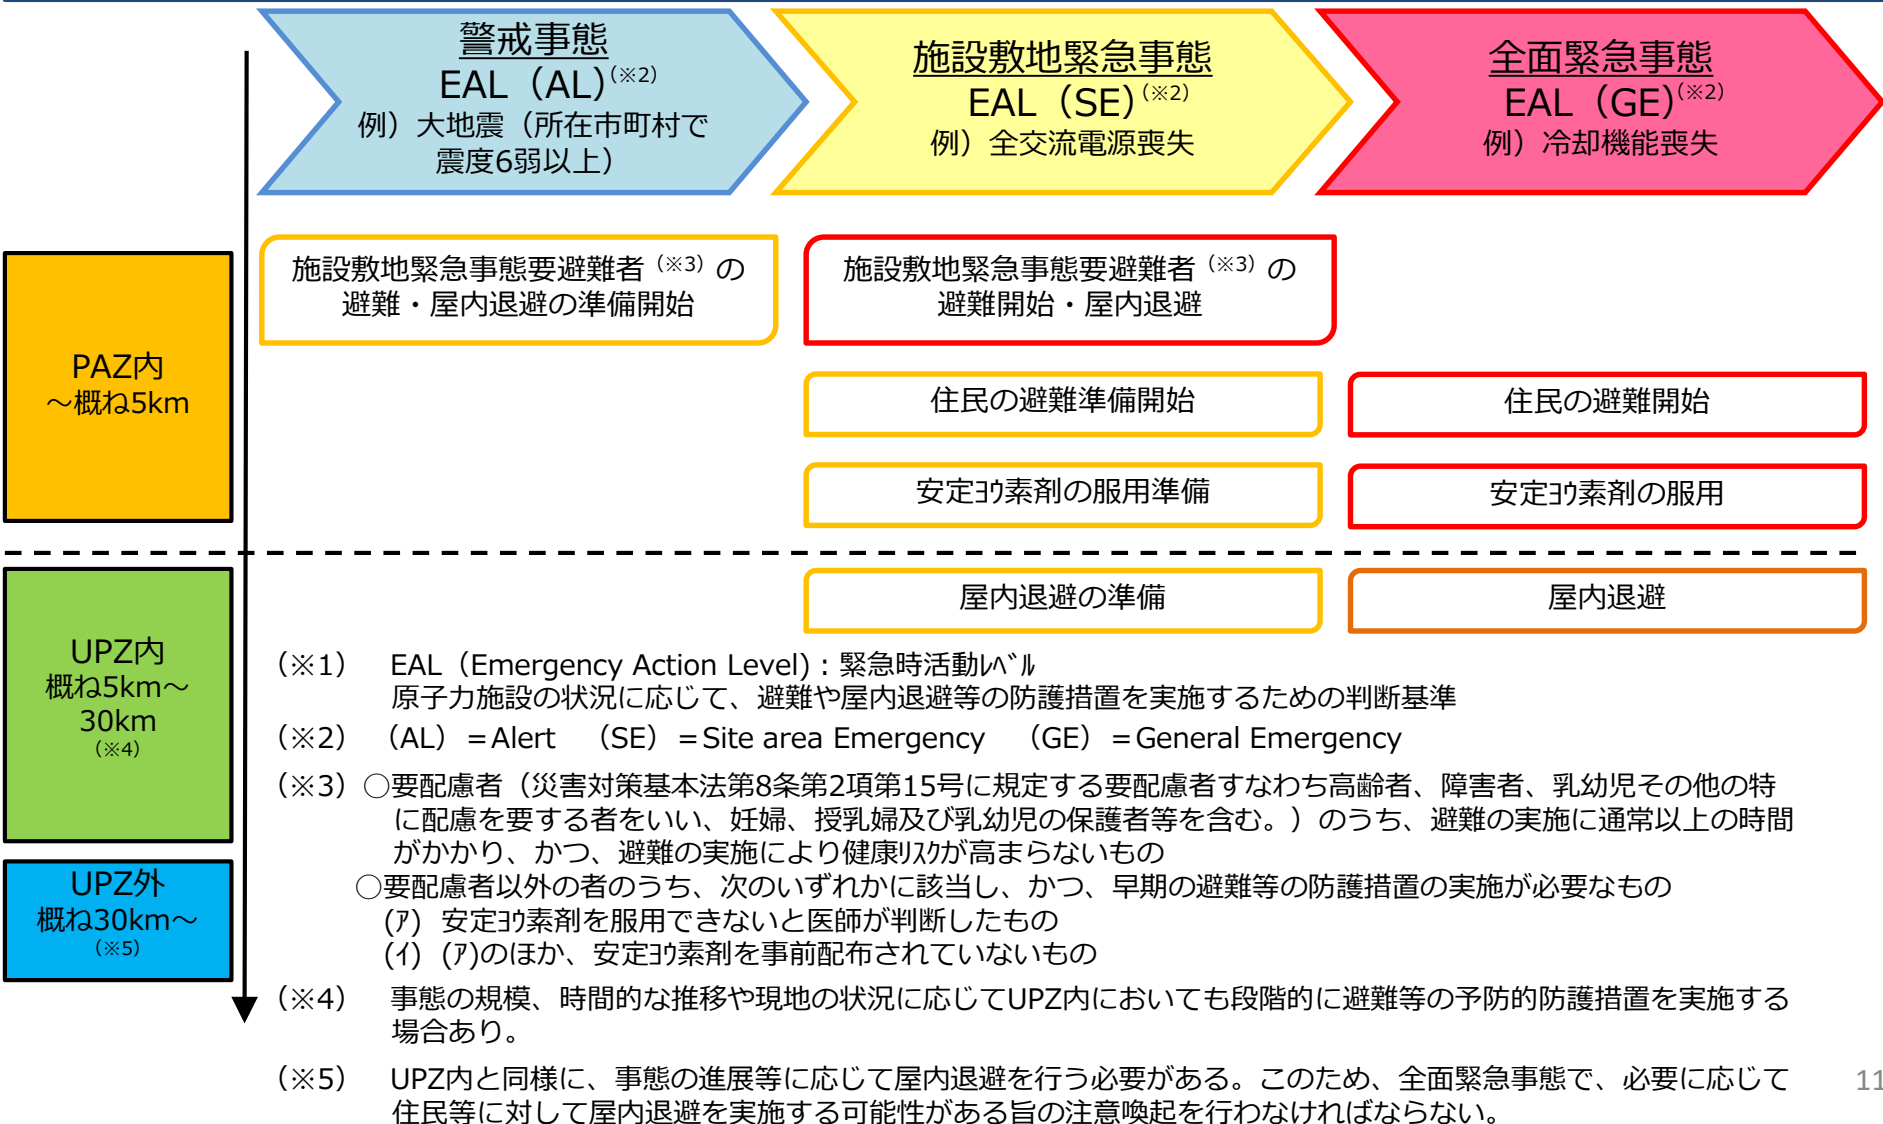 警戒事態
EAL（AL）(※2)
例）大地震（所在市町村で
震度6弱以上）
施設敷地緊急事態
EAL（SE）(※2)
例）全交流電源喪失
全面緊急事態
EAL（GE）(※2)
例）冷却機能喪失
PAZ内
～概ね5km
施設敷地緊急事態要避難者（※3）の
避難・屋内退避の準備開始
施設敷地緊急事態要避難者（※3）の
避難開始・屋内退避
住民の避難準備開始
住民の避難開始
安定ﾖｳ素剤の服用準備
安定ﾖｳ素剤の服用
UPZ内
概ね5km～
30km
（※4）
屋内退避の準備
屋内退避
UPZ外
概ね30km～
（※5）
（※1）　EAL（Emergency Action Level)：緊急時活動ﾚﾍﾞﾙ
原子力施設の状況に応じて、避難や屋内退避等の防護措置を実施するための判断基準
（※2）（AL）＝Alert　（SE）＝Site area Emergency　（GE）＝General Emergency
（※3）○要配慮者（災害対策基本法第8条第2項第15号に規定する要配慮者すなわち高齢者、障害者、乳幼児その他の特
に配慮を要する者をいい、妊婦、授乳婦及び乳幼児の保護者等を含む。）のうち、避難の実施に通常以上の時間
がかかり、かつ、避難の実施により健康ﾘｽｸが高まらないもの
○要配慮者以外の者のうち、次のいずれかに該当し、かつ、早期の避難等の防護措置の実施が必要なもの
(ｱ) 安定ﾖｳ素剤を服用できないと医師が判断したもの
(ｲ) (ｱ)のほか、安定ﾖｳ素剤を事前配布されていないもの
（※4）　事態の規模、時間的な推移や現地の状況に応じてUPZ内においても段階的に避難等の予防的防護措置を実施する
場合あり。
（※5）　UPZ内と同様に、事態の進展等に応じて屋内退避を行う必要がある。このため、全面緊急事態で、必要に応じて
住民等に対して屋内退避を実施する可能性がある旨の注意喚起を行わなければならない。
11